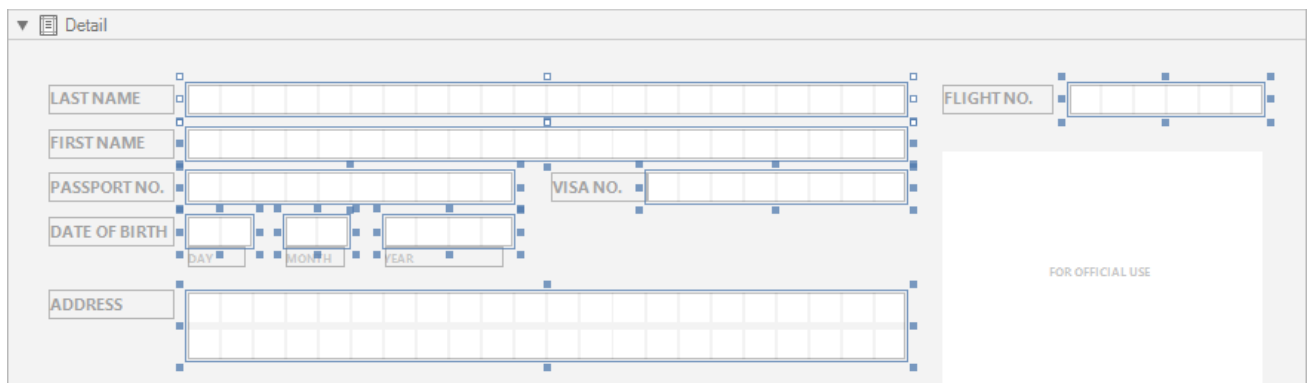 Detail
LAST NAME
FLIGHT NO.
FIRST NAME
PASSPORT NO.
VISA NO.
DATE OF BIRTH
DAY MONTH YEAR
FOR OFFICIAL USE
ADDRESS